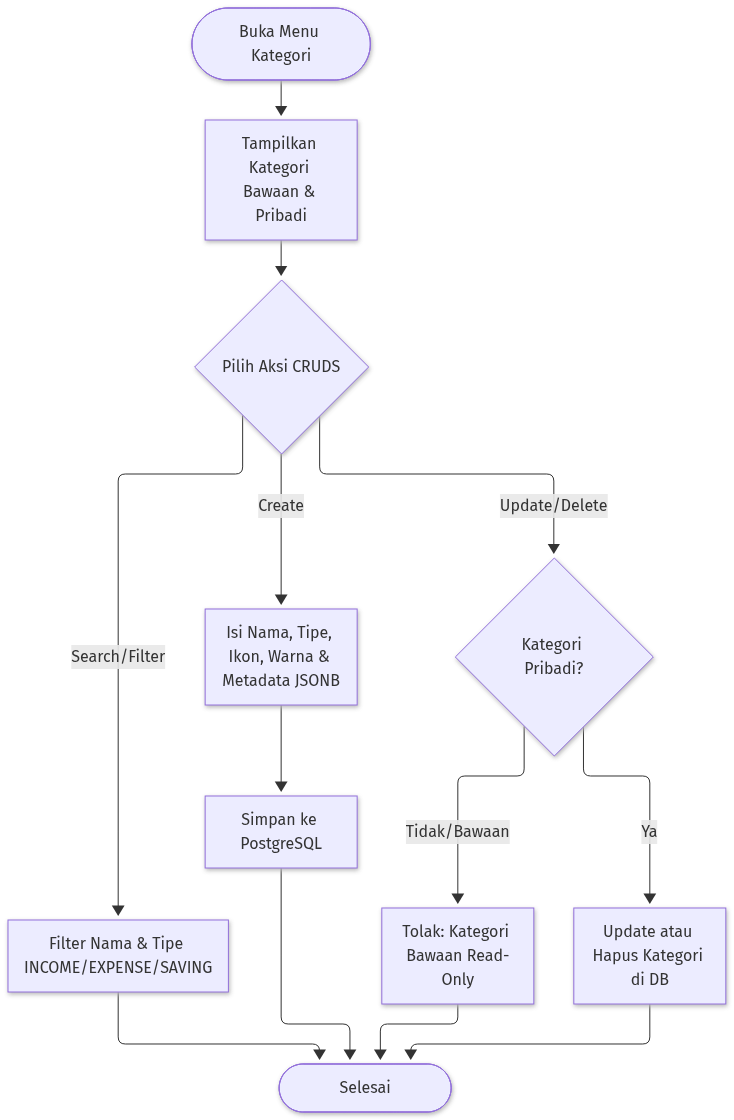 Buka Menu
Kategori
Tampilkan
Kategori
Bawaan &
Pribadi
Pilih Aksi CRUDS
Create
Update/Delete
Search/Filter
Isi Nama, Tipe,
Ikon, Warna &
Metadata JSONB
Kategori
Pribadi?
Simpan ke
PostgreSQL
Tidak/Bawaan
Ya
Filter Nama & Tipe
INCOME/EXPENSE/SAVING
Tolak: Kategori
Bawaan Read-
Only
Update atau
Hapus Kategori
di DB
Selesai